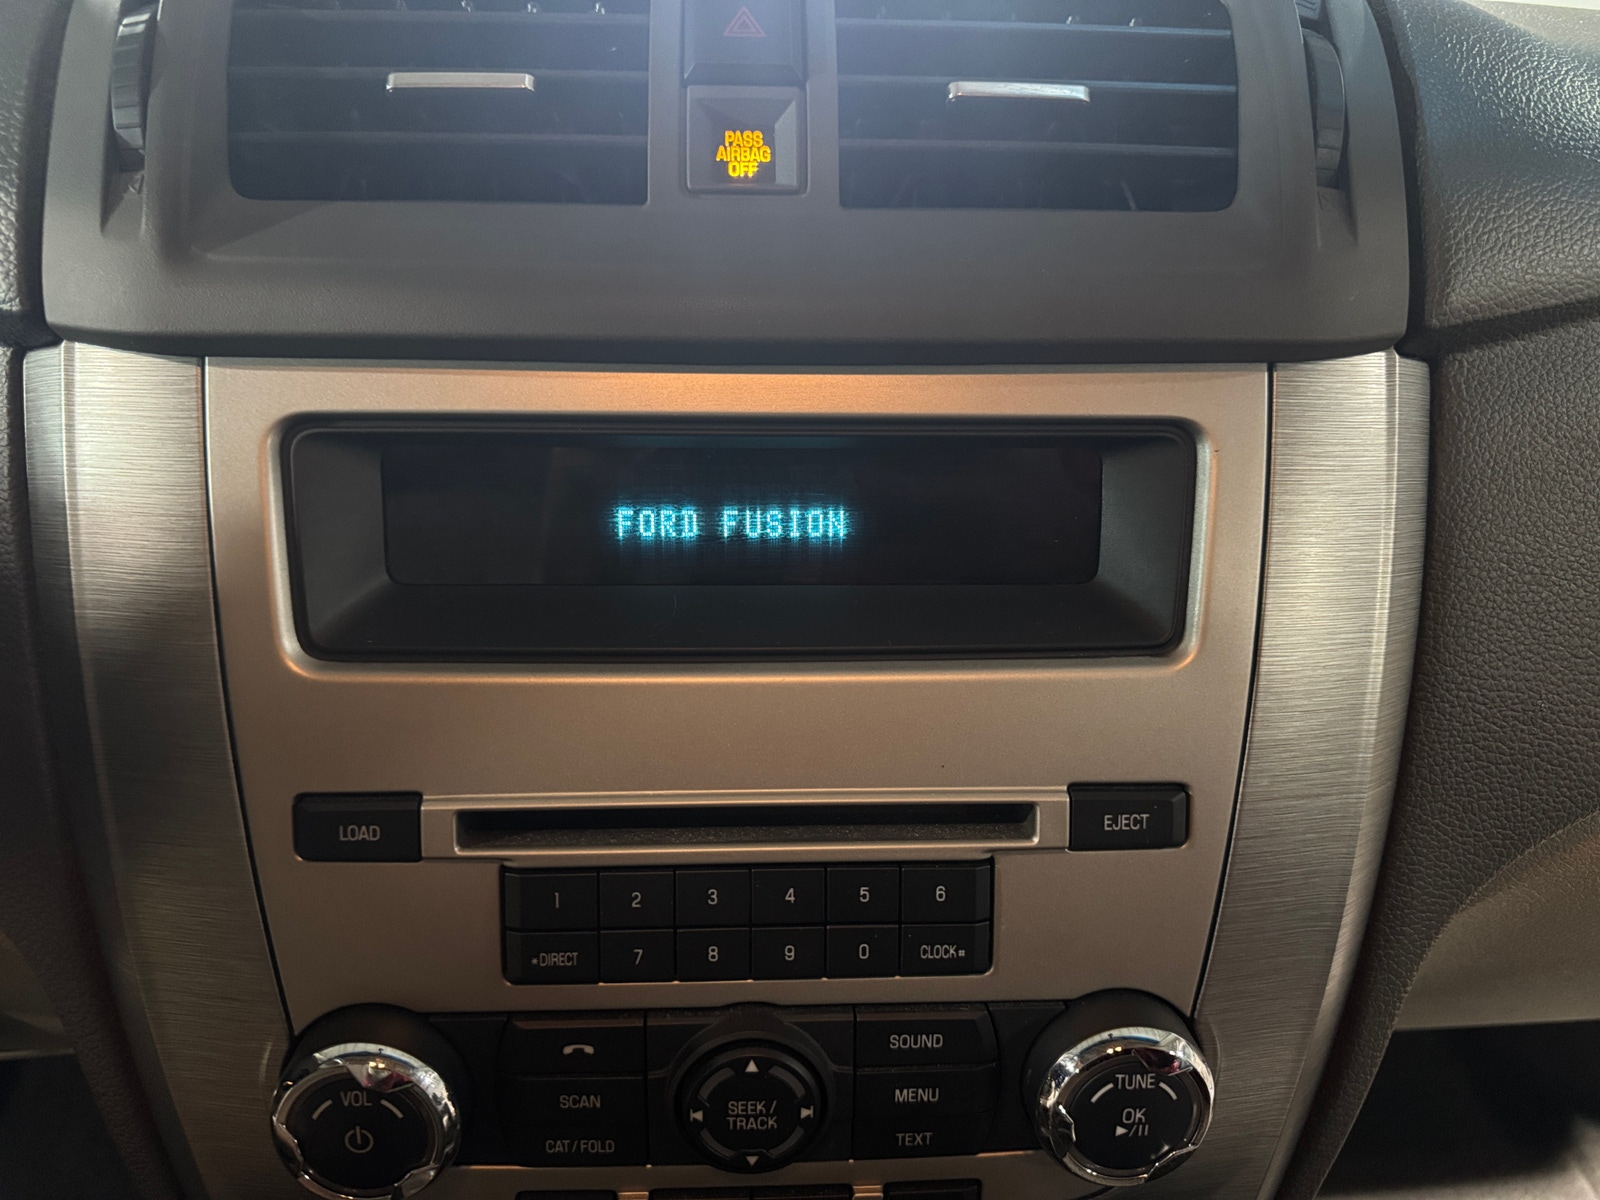 PASS
AIRBAG
OFF
FORD FUSION
LOAD
EJECT
1 2 3 4 5 6
*DIRECT 7 8 9 0 CLOCK#
VOL
SCAN
CAT/FOLD
SEEK/
TRACK
SOUND
MENU
TEXT
TUNE
OK